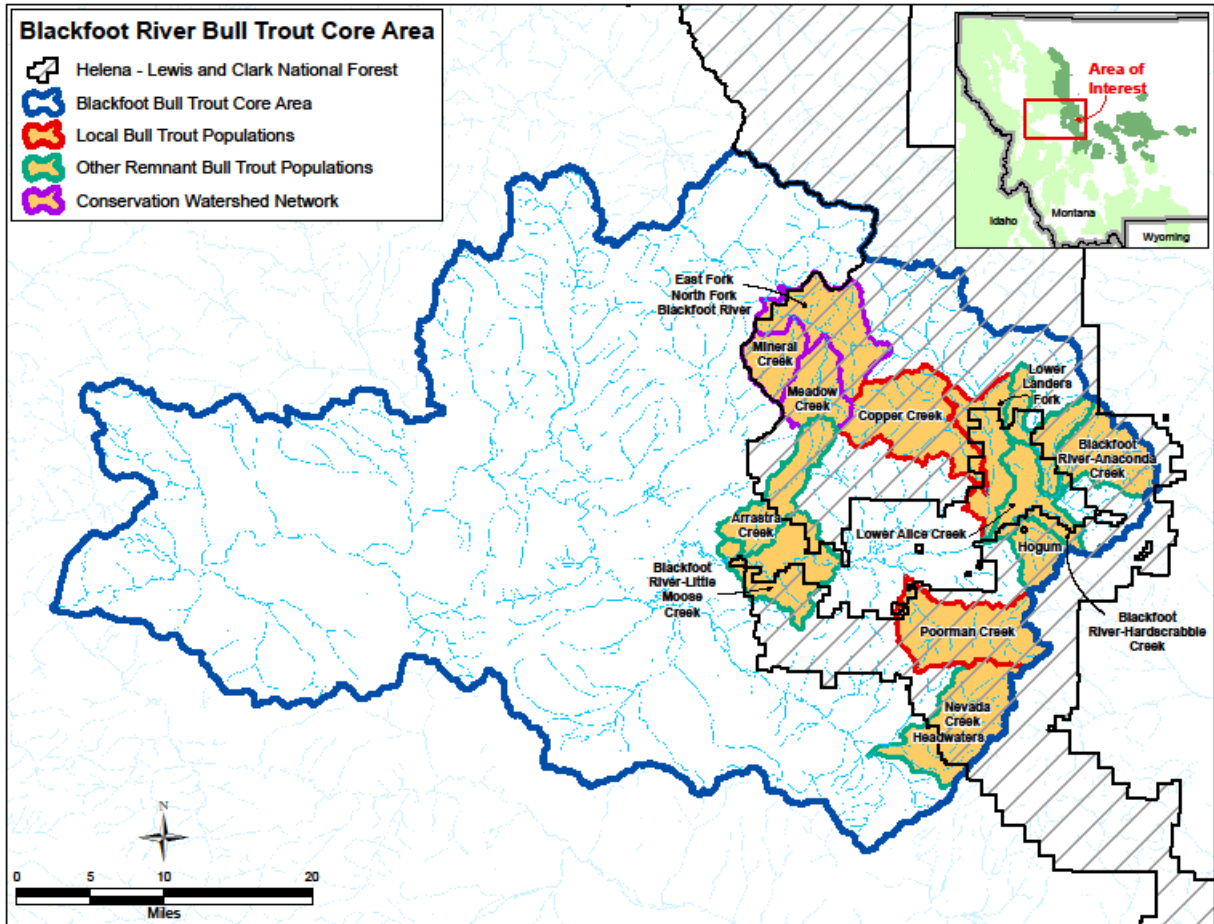 Blackfoot River Bull Trout Core Area
Helena - Lewis and Clark National Forest
Blackfoot Bull Trout Core Area
Local Bull Trout Populations
Other Remnant Bull Trout Populations
Conservation Watershed Network
Area of
Interest
Idaho
Montana
Wyoming
East Fork
North Fork
Blackfoot River
Mineral
Creek
Meadow
Creek
Copper Creek
Lower
Landers
Fork
Blackfoot
River-Anaconda
Creek
Arrastra
Creek
Lower Alice Creek
Hogum
Blackfoot
River-Little
Moose
Creek
Blackfoot
River-Hardscrabble
Creek
Poorman Creek
Nevada
Creek
Headwaters
N
0 5 10 20
Miles